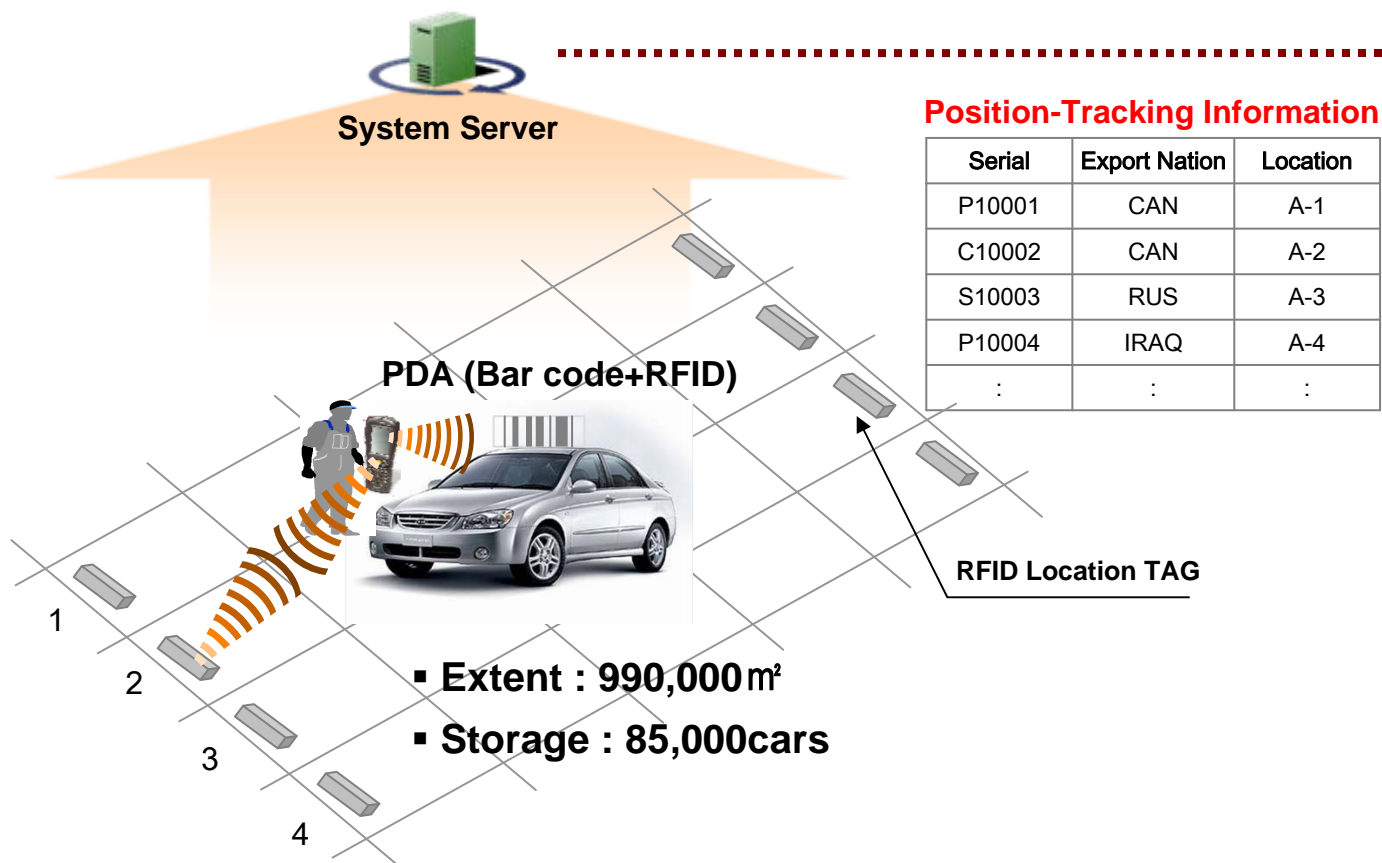 System Server
Position-Tracking Information
Serial Export Nation Location
P10001 CAN A-1
C10002 CAN A-2
S10003 RUS A-3
P10004 IRAQ A-4
: : :
PDA (Bar code+RFID)
RFID Location TAG
1
2
3
4
▪ Extent : 990,000㎡
▪ Storage : 85,000cars